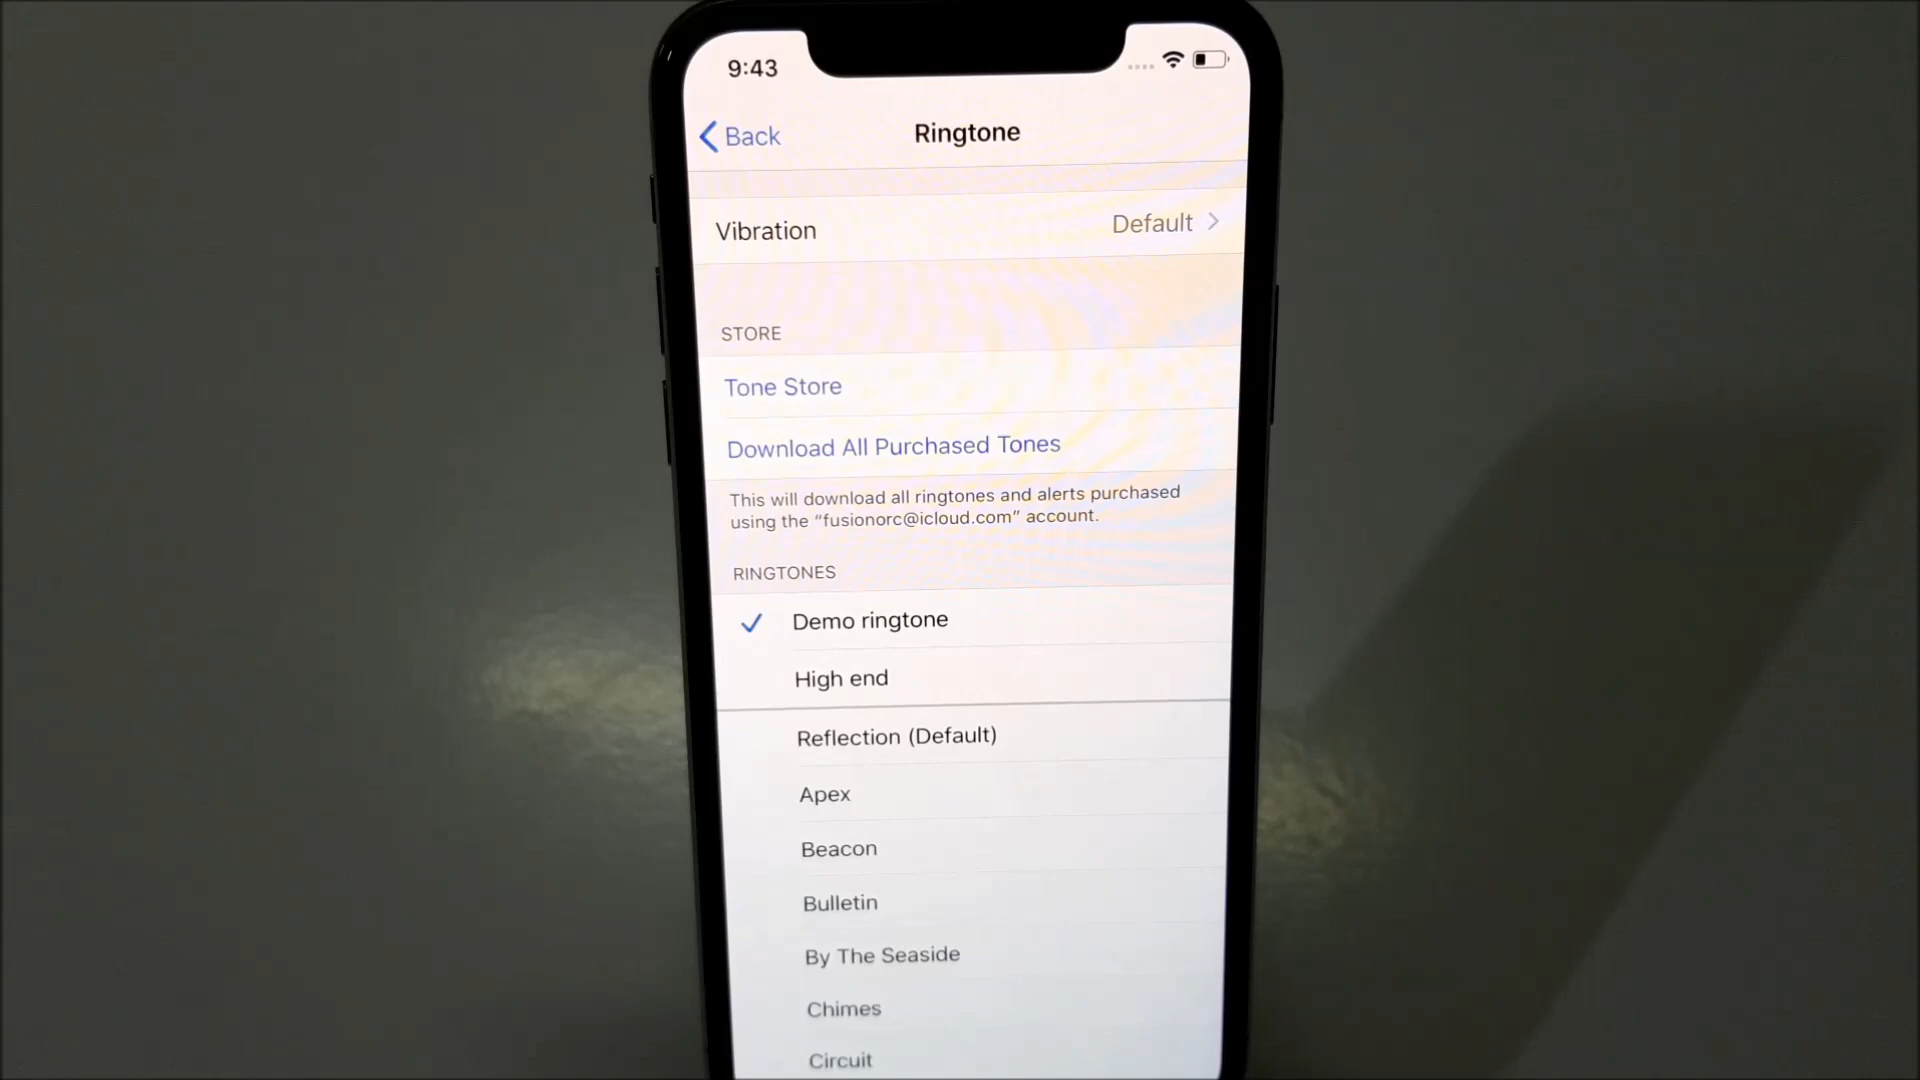 9:43
Back
Ringtone
Vibration
Default
STORE
Tone Store
Download All Purchased Tones
This will download all ringtones and alerts purchased
using the “fusionorc@icloud.com” account.
RINGTONES
Demo ringtone
High end
Reflection (Default)
Apex
Beacon
Bulletin
By The Seaside
Chimes
Circuit